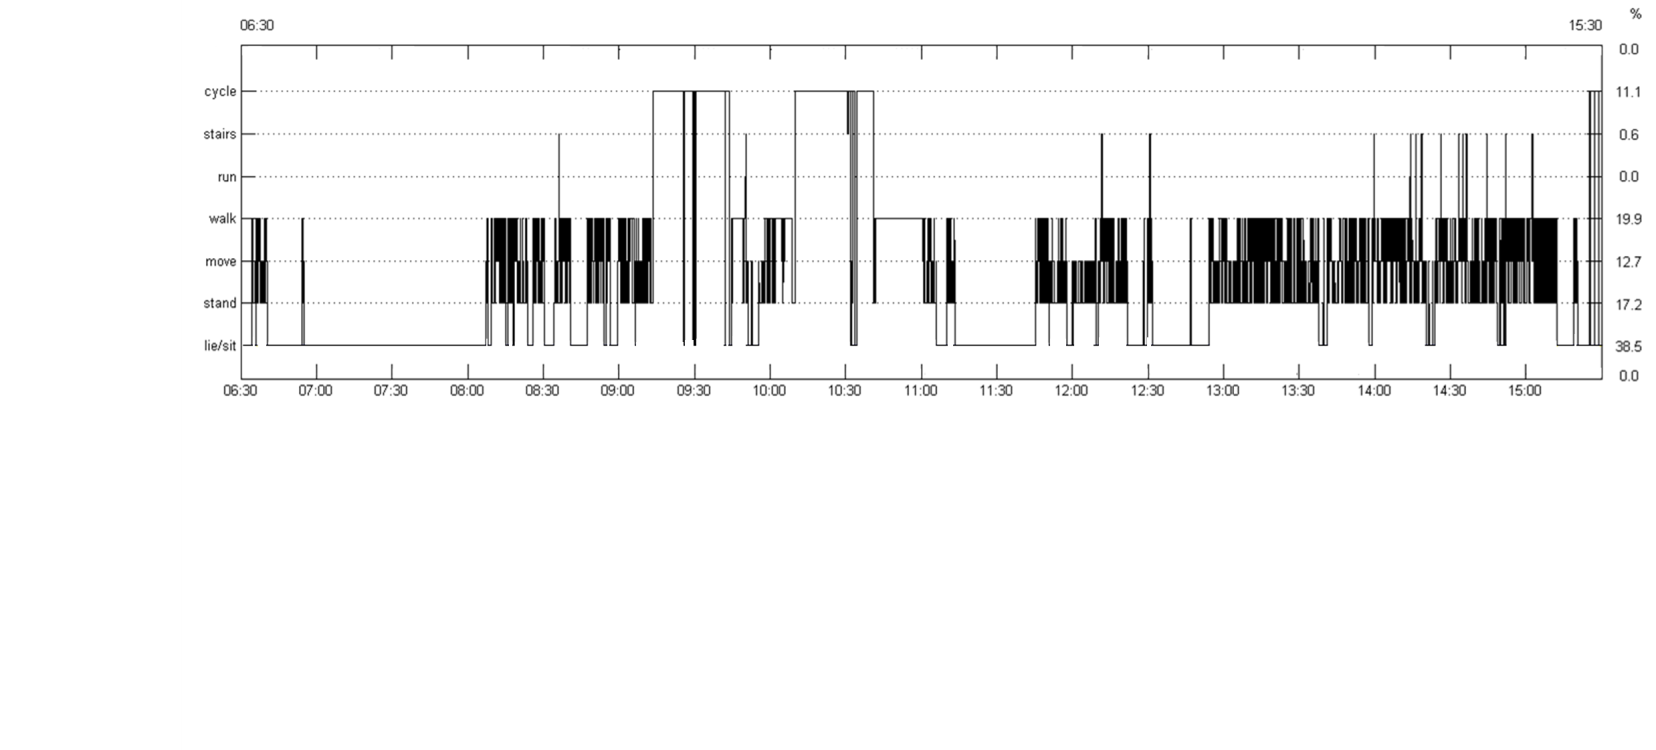 %
06:30 15:30
0.0
cycle 11.1
stairs 0.6
run 0.0
walk 19.9
move 12.7
stand 17.2
lie/sit 38.5
0.0
06:30 07:00 07:30 08:00 08:30 09:00 09:30 10:00 10:30 11:00 11:30 12:00 12:30 13:00 13:30 14:00 14:30 15:00